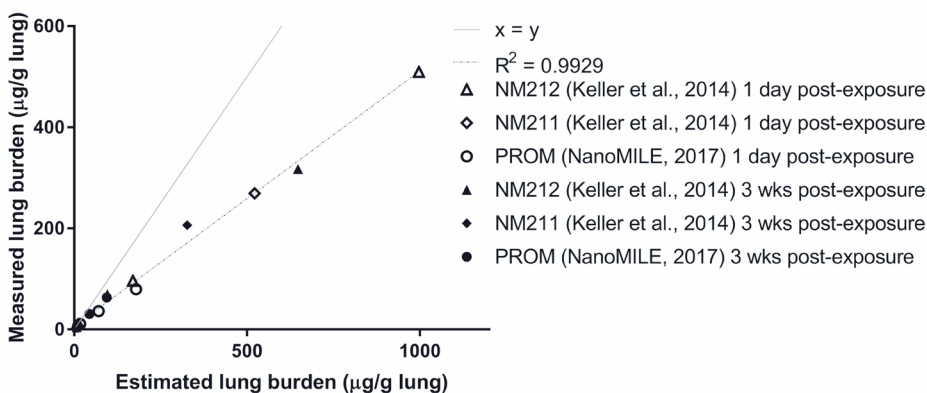 600
400
200
0
0
500
1000
Measured lung burden (μg/g lung)
Estimated lung burden (μg/g lung)
x = y
R² = 0.9929
NM212 (Keller et al., 2014) 1 day post-exposure
NM211 (Keller et al., 2014) 1 day post-exposure
PROM (NanoMILE, 2017) 1 day post-exposure
NM212 (Keller et al., 2014) 3 wks post-exposure
NM211 (Keller et al., 2014) 3 wks post-exposure
PROM (NanoMILE, 2017) 3 wks post-exposure